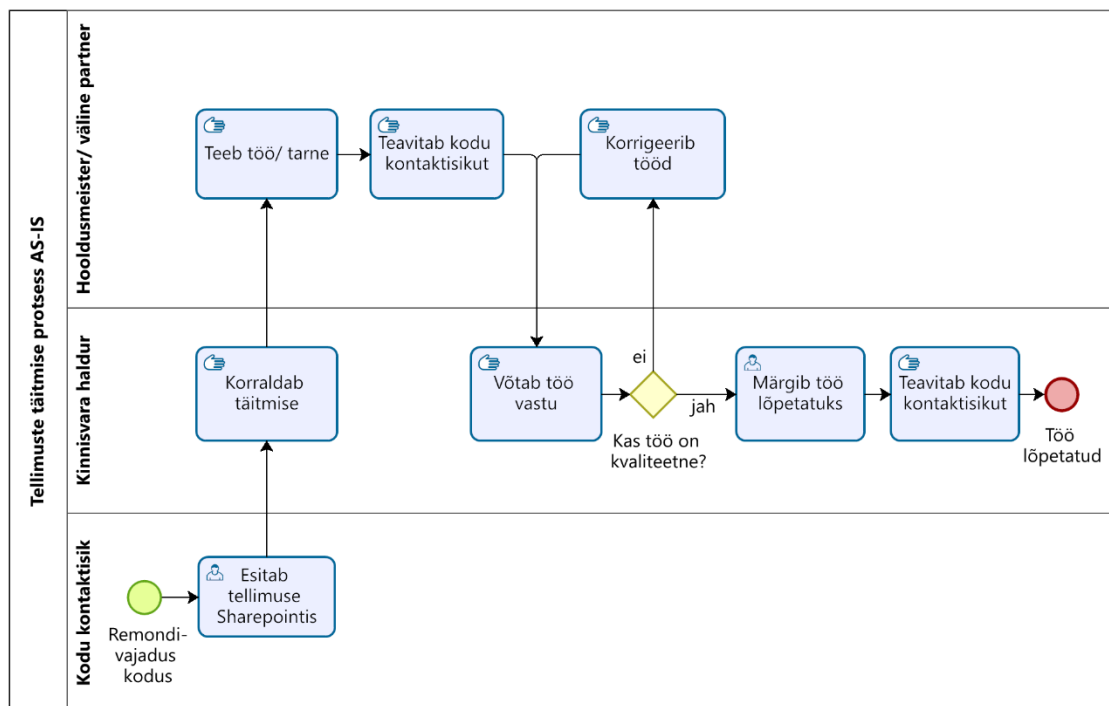 Tellimuste täitmise protsess AS-IS
Hooldusmeister/ väline partner
Teeb töö/ tarne
Teavitab kodu
kontaktisikut
Korrigeerib
tööd
Kinnisvara haldur
Korraldab
täitmise
Võtab töö
vastu
ei
jah
Kas töö on
kvaliteetne?
Märgib töö
lõpetatuks
Teavitab kodu
kontaktisikut
Töö
lõpetatud
Kodu kontaktisik
Remondi-
vajadus
kodus
Esitab
tellimuse
Sharepointis